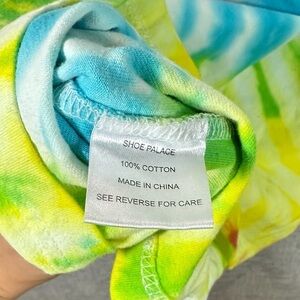 SHOE PALACE
100% COTTON
MADE IN CHINA
SEE REVERSE FOR CARE